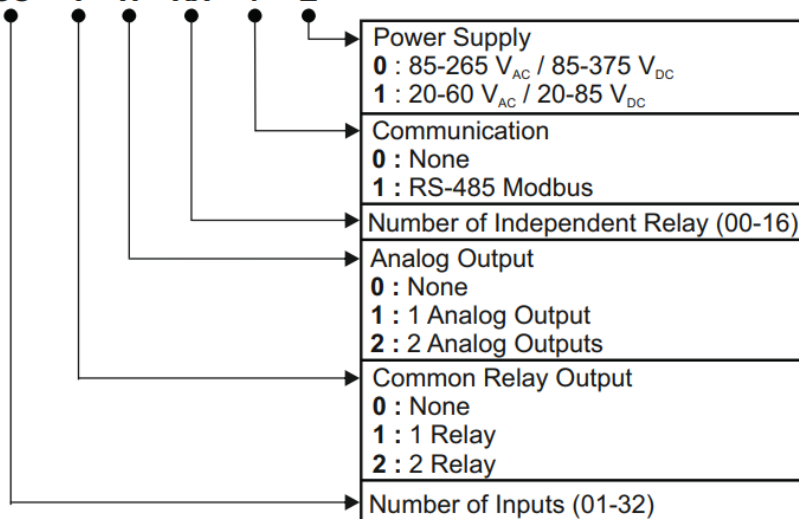 Power Supply
0 : 85-265 VAC / 85-375 VDC
1 : 20-60 VAC / 20-85 VDC
Communication
0 : None
1 : RS-485 Modbus
Number of Independent Relay (00-16)
Analog Output
0 : None
1 : 1 Analog Output
2 : 2 Analog Outputs
Common Relay Output
0 : None
1 : 1 Relay
2 : 2 Relay
Number of Inputs (01-32)